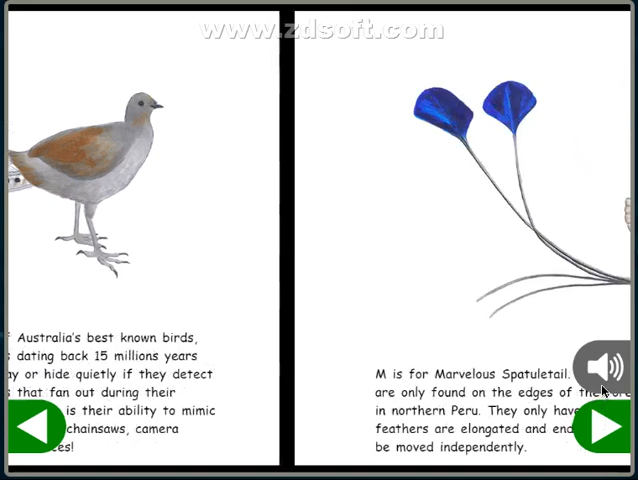 www.zdsoft.com
Australia's best known birds,
dating back 15 millions years
or hide quietly if they detect
that fan out during their
is their ability to mimic
chainsaws, camera
M is for Marvelous Spatuletail.
are only found on the edges of
in northern Peru. They only have
feathers are elongated and end
be moved independently.